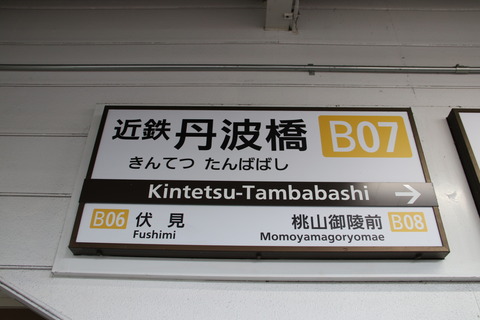 近鉄丹波橋 B07
きんてつ たんばばし
Kintetsu-Tambabashi →
B06 伏見 桃山御陵前 B08
Fushimi Momoyamagoryomae